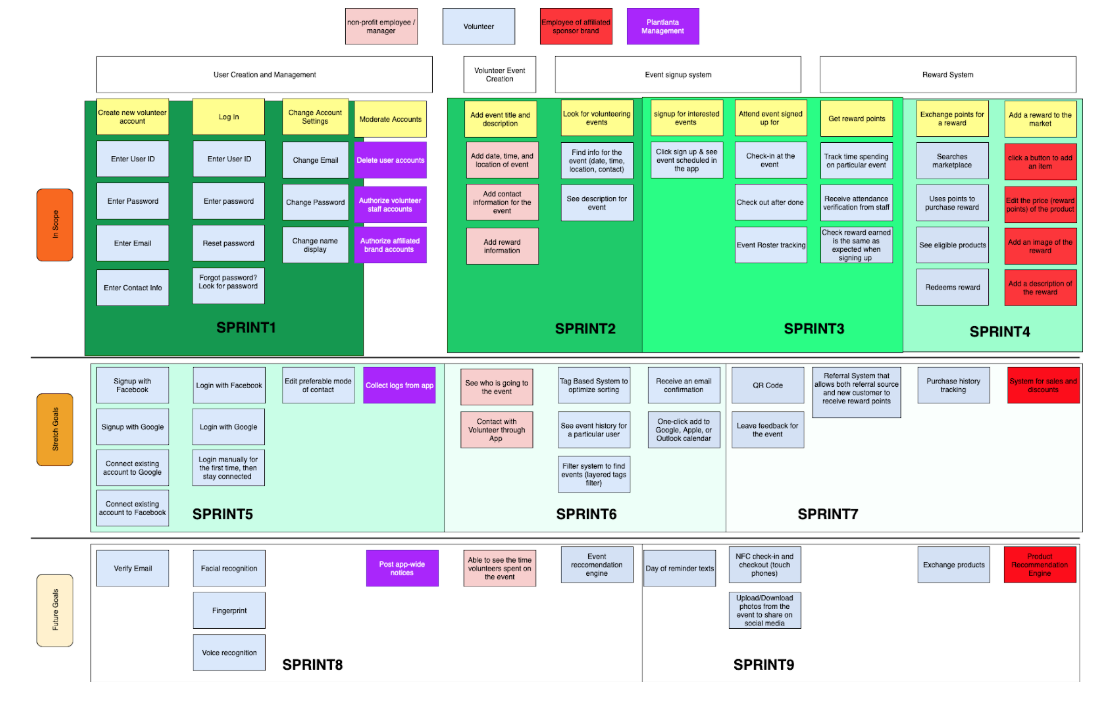 non-profit employee /
manager
Volunteer
Employee of affiliated
sponsor brand
Plantlanta
Management
User Creation and Management
Volunteer Event
Creation
Event signup system
Reward System
Create new volunteer
account
Log In
Change Account
Settings
Moderate Accounts
Add event title and
description
Look for volunteering
events
signup for interested
events
Attend event signed
up for
Get reward points
Exchange points for
a reward
Add a reward to the
market
In Scope
Enter User ID
Enter User ID
Change Email
Delete user accounts
Add date, time, and
location of event
Find info for the
event (date, time,
location, contact)
Click sign up & see
event scheduled in
the app
Check-in at the
event
Track time spending
on particular event
Searches
marketplace
click a button to add
an item
Enter Password
Enter password
Change Password
Authorize volunteer
staff accounts
Add contact
information for the
event
See description for
event
Check out after done
Receive attendance
verification from staff
Uses points to
purchase reward
Edit the price (reward
points) of the product
Enter Email
Reset password
Change name
display
Authorize affiliated
brand accounts
Add reward
information
Event Roster tracking
Check reward earned
is the same as
expected when
signing up
See eligible products
Add an image of the
reward
Enter Contact Info
Forgot password?
Look for password
Redeems reward
Add a description of
the reward
SPRINT1
SPRINT2
SPRINT3
SPRINT4
Stretch Goals
Signup with
Facebook
Login with Facebook
Edit preferable mode
of contact
Collect logs from app
See who is going to
the event
Tag Based System to
optimize sorting
Receive an email
confirmation
QR Code
Referral System that
allows both referral source
and new customer to
receive reward points
Purchase history
tracking
System for sales and
discounts
Signup with Google
Login with Google
Contact with
Volunteer through
App
See event history for
a particular user
One-click add to
Google, Apple, or
Outlook calendar
Leave feedback for
the event
Connect existing
account to Google
Login manually for
the first time, then
stay connected
Filter system to find
events (layered tags
filter)
Connect existing
account to Facebook
SPRINT5
SPRINT6
SPRINT7
Future Goals
Verify Email
Facial recognition
Post app-wide
notices
Able to see the time
volunteers spent on
the event
Event
reccomendation
engine
Day of reminder texts
NFC check-in and
checkout (touch
phones)
Exchange products
Product
Recommendation
Engine
Fingerprint
Upload/Download
photos from the
event to share on
social media
Voice recognition
SPRINT8
SPRINT9